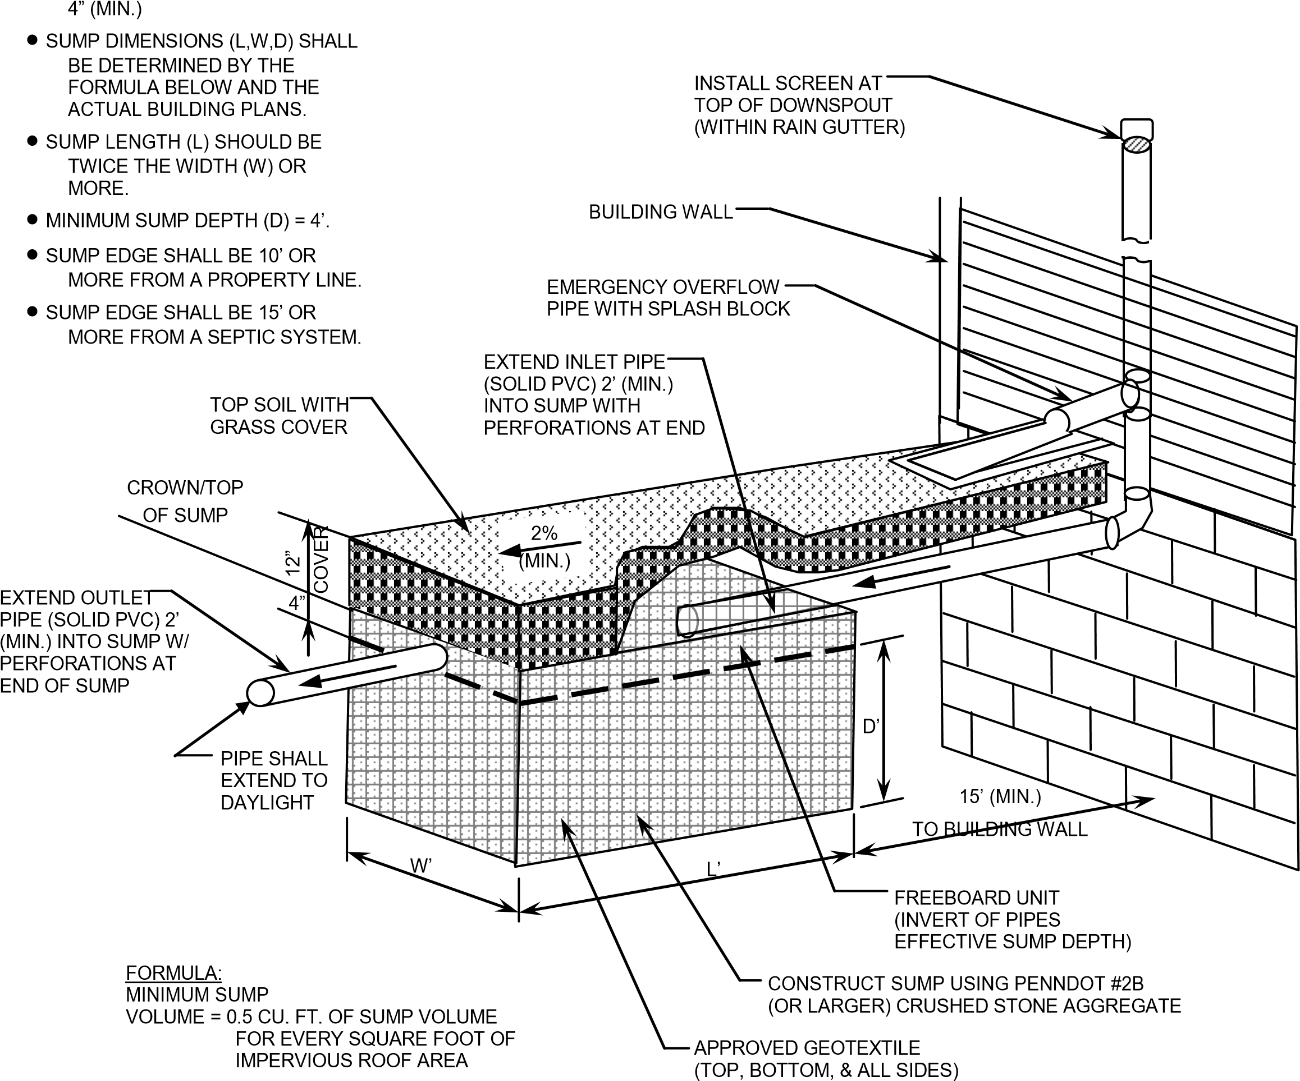 4” (MIN.)
● SUMP DIMENSIONS (L,W,D) SHALL
BE DETERMINED BY THE
FORMULA BELOW AND THE
ACTUAL BUILDING PLANS.
● SUMP LENGTH (L) SHOULD BE
TWICE THE WIDTH (W) OR
MORE.
● MINIMUM SUMP DEPTH (D) = 4’.
● SUMP EDGE SHALL BE 10’ OR
MORE FROM A PROPERTY LINE.
● SUMP EDGE SHALL BE 15’ OR
MORE FROM A SEPTIC SYSTEM.
INSTALL SCREEN AT
TOP OF DOWNSPOUT
(WITHIN RAIN GUTTER)
BUILDING WALL
EMERGENCY OVERFLOW
PIPE WITH SPLASH BLOCK
EXTEND INLET PIPE
(SOLID PVC) 2’ (MIN.)
INTO SUMP WITH
PERFORATIONS AT END
TOP SOIL WITH
GRASS COVER
CROWN/TOP
OF SUMP
12”
COVER
4”
2%
(MIN.)
EXTEND OUTLET
PIPE (SOLID PVC) 2’
(MIN.) INTO SUMP W/
PERFORATIONS AT
END OF SUMP
PIPE SHALL
EXTEND TO
DAYLIGHT
D’
W’
L’
15’ (MIN.)
TO BUILDING WALL
FREEBOARD UNIT
(INVERT OF PIPES
EFFECTIVE SUMP DEPTH)
CONSTRUCT SUMP USING PENNDOT #2B
(OR LARGER) CRUSHED STONE AGGREGATE
APPROVED GEOTEXTILE
(TOP, BOTTOM, & ALL SIDES)
FORMULA:
MINIMUM SUMP
VOLUME = 0.5 CU. FT. OF SUMP VOLUME
FOR EVERY SQUARE FOOT OF
IMPERVIOUS ROOF AREA